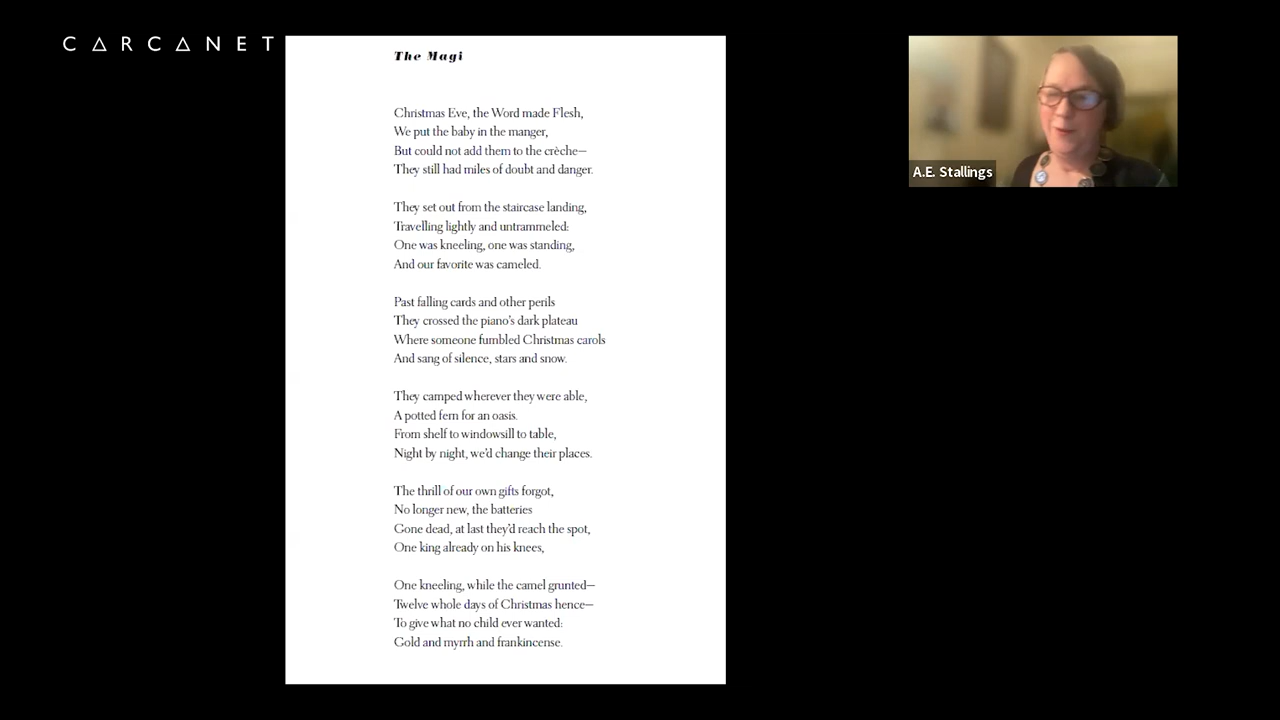 CARCANET
The Magi
Christmas Eve, the Word made Flesh,
We put the baby in the manger,
But could not add them to the crèche—
They still had miles of doubt and danger.
They set out from the staircase landing,
Travelling lightly and untrammeled:
One was kneeling, one was standing,
And our favorite was cameled.
Past falling cards and other perils
They crossed the piano's dark plateau
Where someone fumbled Christmas carols
And sang of silence, stars and snow.
They camped wherever they were able,
A potted fern for an oasis.
From shelf to windowsill to table,
Night by night, we'd change their places.
The thrill of our own gifts forgot,
No longer new, the batteries
Gone dead, at last they'd reach the spot,
One king already on his knees,
One kneeling, while the camel grunted—
Twelve whole days of Christmas hence—
To give what no child ever wanted:
Gold and myrrh and frankincense.
A.E. Stallings